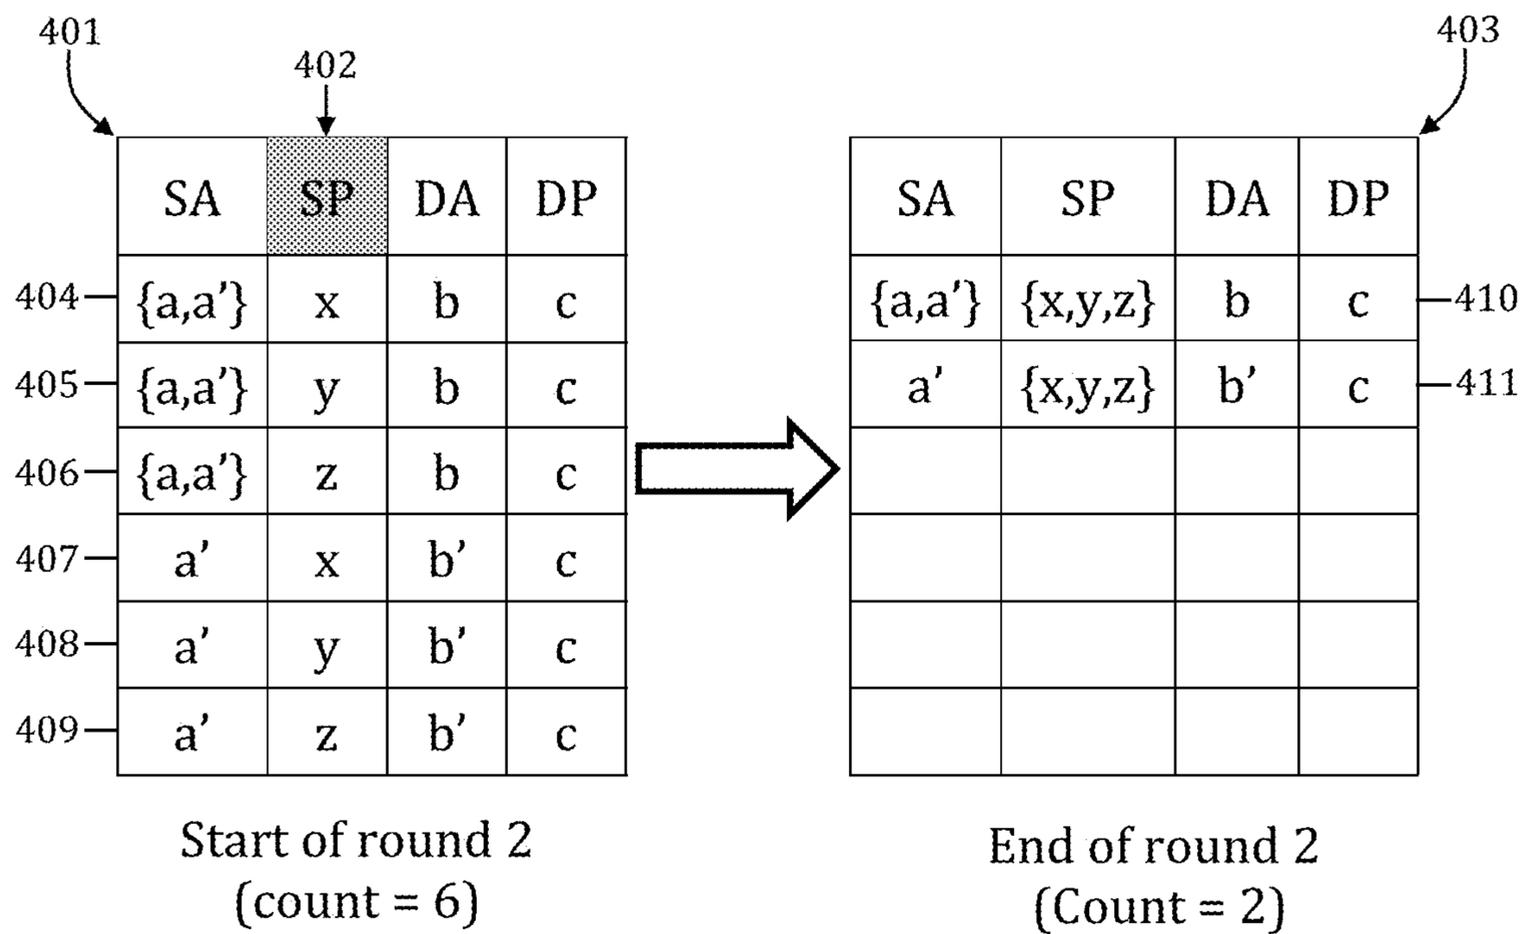 401
402
403
SA SP DA DP
SA SP DA DP
404 {a,a’} x b c
{a,a’} {x,y,z} b c 410
405 {a,a’} y b c
a’ {x,y,z} b’ c 411
406 {a,a’} z b c
407 a’ x b’ c
408 a’ y b’ c
409 a’ z b’ c
Start of round 2
(count = 6)
End of round 2
(Count = 2)